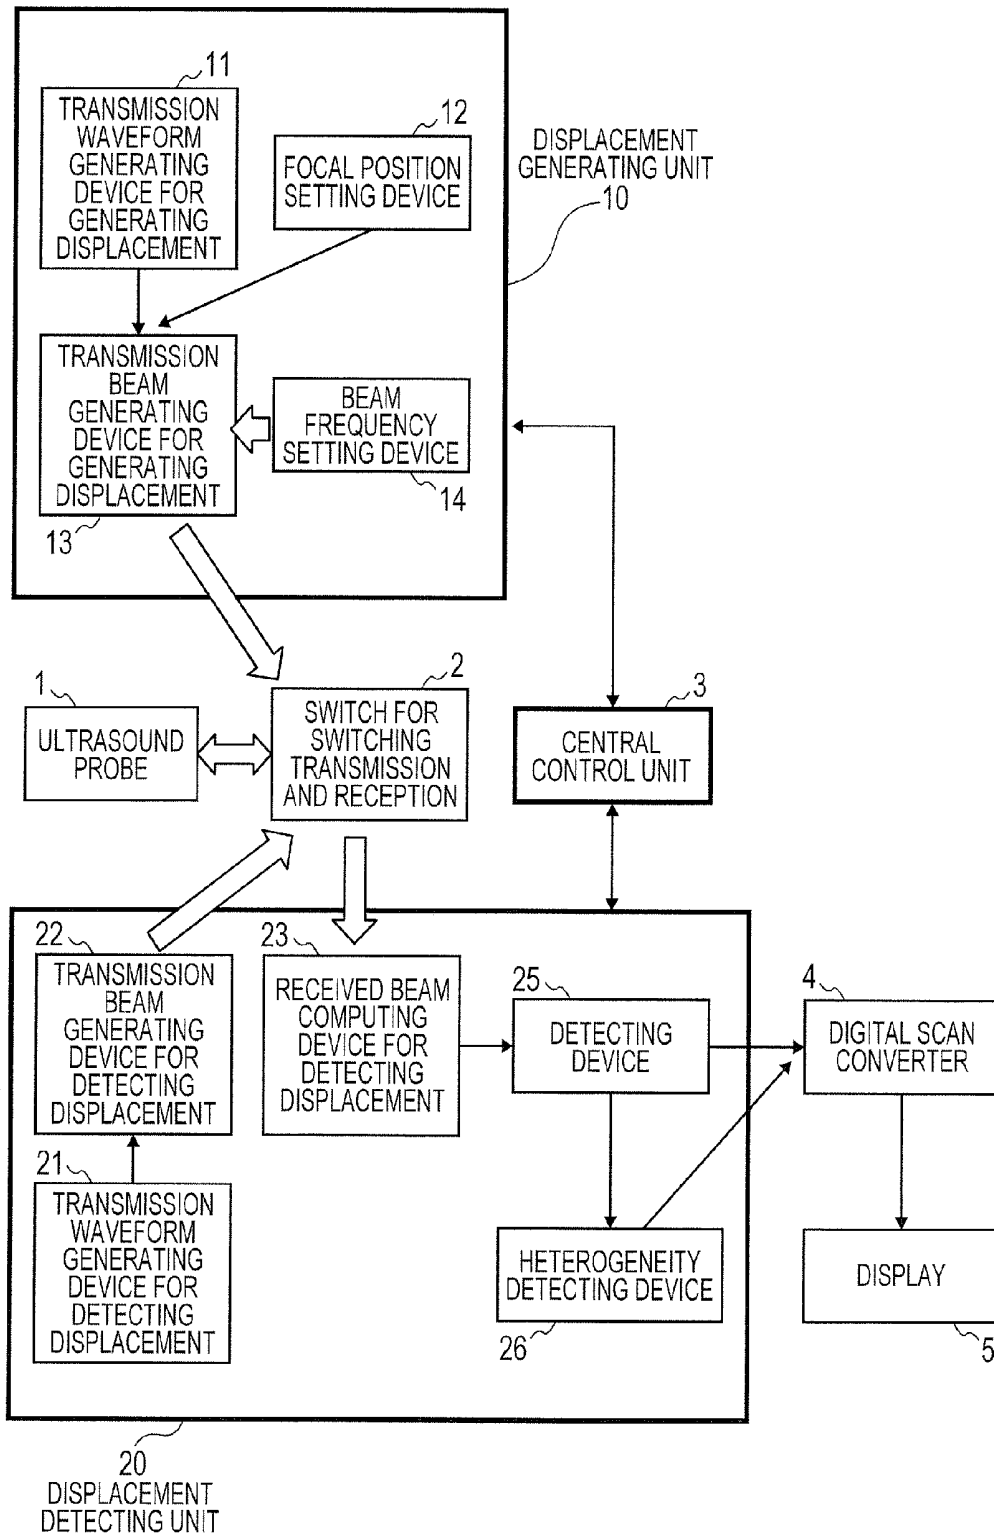 11
TRANSMISSION
WAVEFORM
GENERATING
DEVICE FOR
GENERATING
DISPLACEMENT
12
FOCAL POSITION
SETTING DEVICE
DISPLACEMENT
GENERATING UNIT
10
TRANSMISSION
BEAM
GENERATING
DEVICE FOR
GENERATING
DISPLACEMENT
13
BEAM
FREQUENCY
SETTING DEVICE
14
1
ULTRASOUND
PROBE
2
SWITCH FOR
SWITCHING
TRANSMISSION
AND RECEPTION
3
CENTRAL
CONTROL UNIT
22
TRANSMISSION
BEAM
GENERATING
DEVICE FOR
DETECTING
DISPLACEMENT
23
RECEIVED BEAM
COMPUTING
DEVICE FOR
DETECTING
DISPLACEMENT
25
DETECTING
DEVICE
4
DIGITAL SCAN
CONVERTER
21
TRANSMISSION
WAVEFORM
GENERATING
DEVICE FOR
DETECTING
DISPLACEMENT
HETEROGENEITY
DETECTING DEVICE
26
DISPLAY
5
20
DISPLACEMENT
DETECTING UNIT